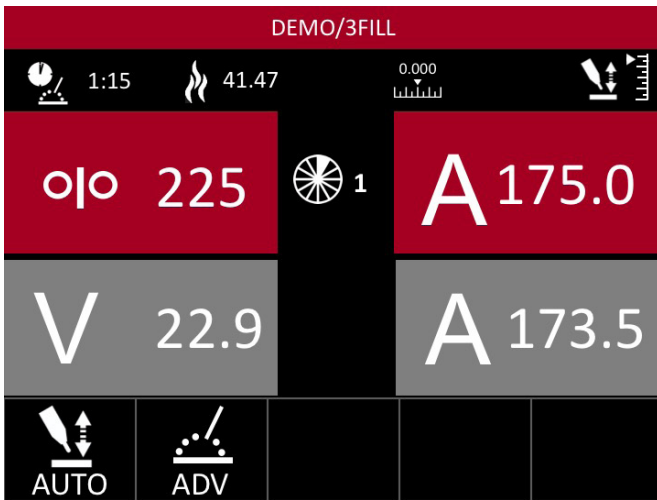 DEMO/3FILL
1:15 41.47 0.000
225 1 A 175.0
V 22.9 A 173.5
AUTO ADV